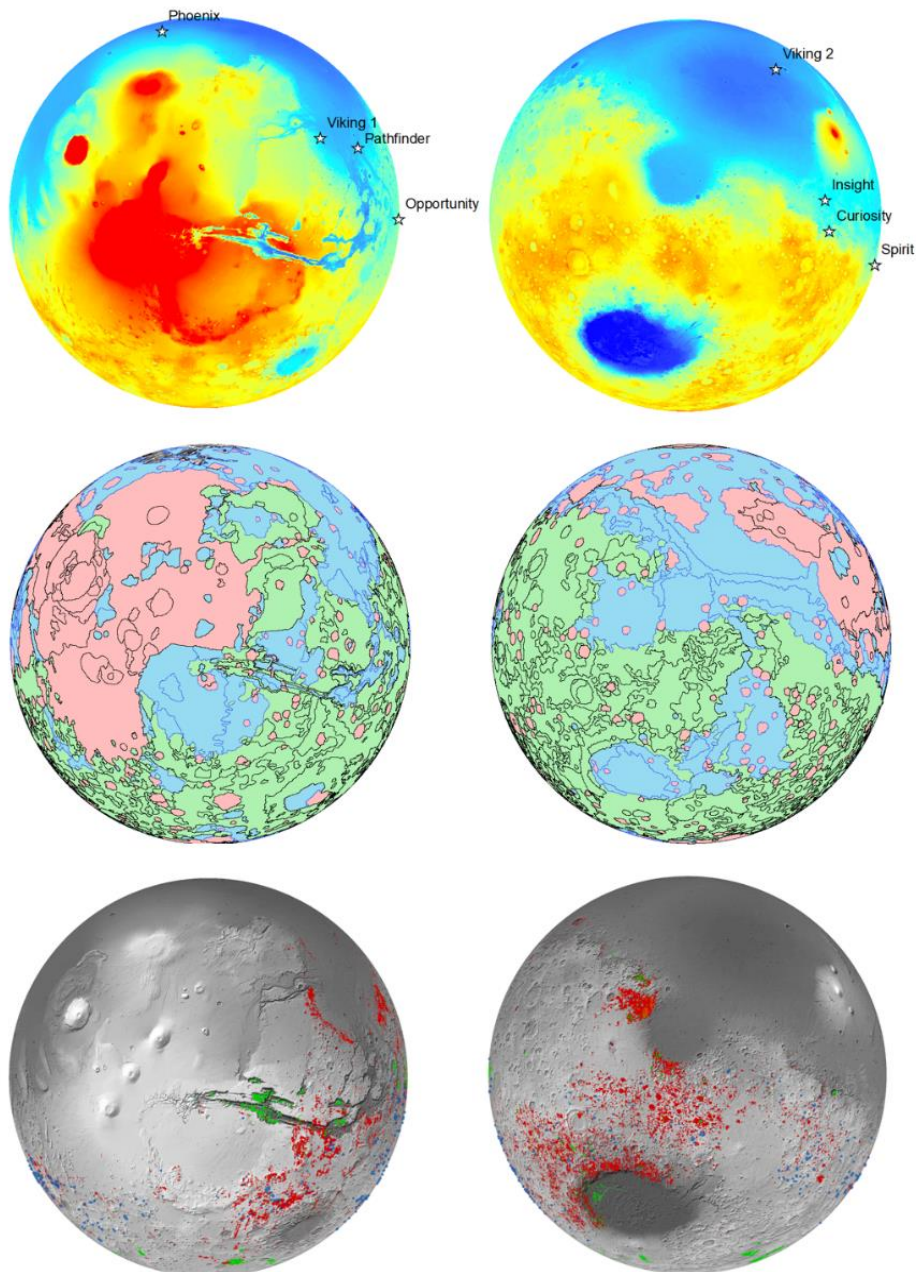 Phoenix
Viking 2
Viking 1
Pathfinder
Insight
Opportunity
Curiosity
Spirit